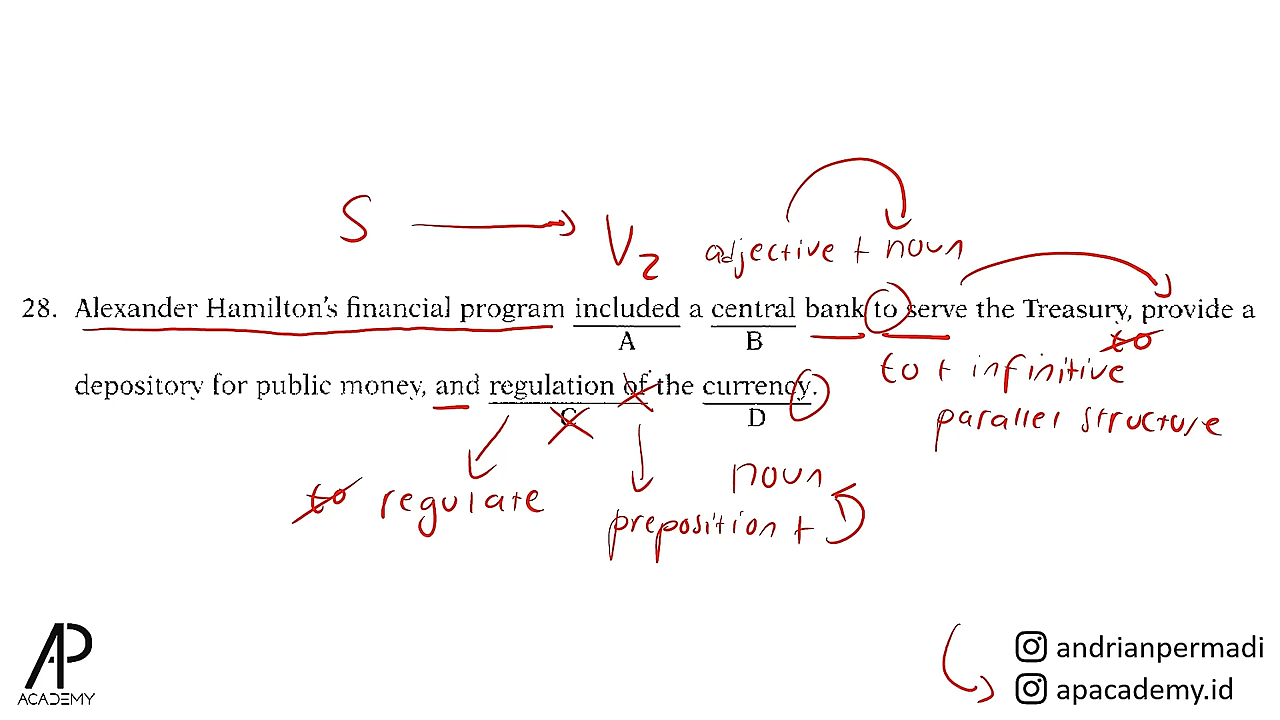 S V2 adjective + noun
28. Alexander Hamilton's financial program included a central bank to serve the Treasury, provide a
A B to
to + infinitive
depository for public money, and regulation of the currency.
C D
parallel structure
to regulate
noun
preposition +
AP
ACADEMY
andrianpermadi
apacademy.id